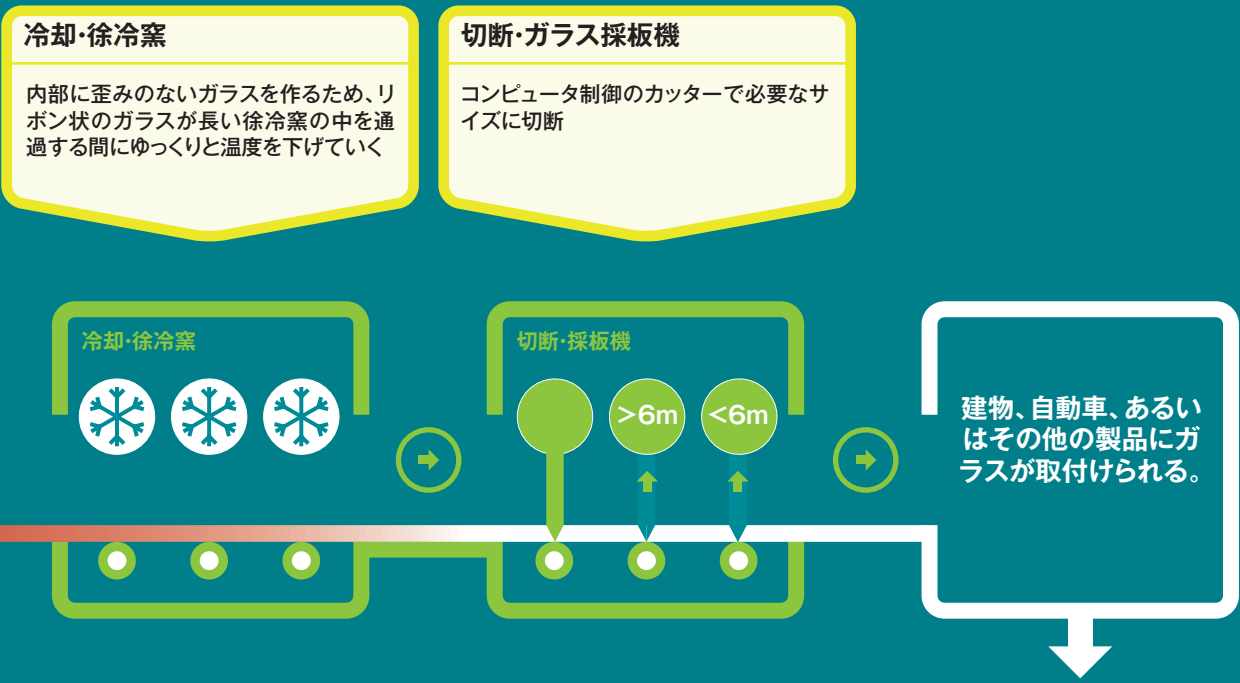 冷却・徐冷窯
内部に歪みのないガラスを作るため、リ
ボン状のガラスが長い徐冷窯の中を通
過する間にゆっくりと温度を下げていく
切断・ガラス採板機
コンピュータ制御のカッターで必要なサ
イズに切断
冷却・徐冷窯
切断・採板機
>6m
<6m
建物、自動車、あるい
はその他の製品にガ
ラスが取付けられる。